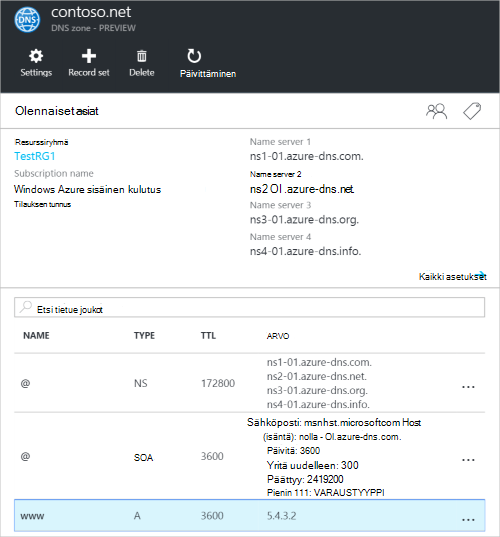 contoso.net
DNS zone - PREVIEW
DNS
Settings
Record set
Delete
Päivittäminen
Olennaiset asiat
Resurssiryhmä
TestRG1
Subscription name
Windows Azure sisäinen kulutus
Tilauksen tunnus
Name server 1
ns1-01.azure-dns.com.
Name server 2
ns2 OI .azure-dns.net
Name server 3
ns3-01.azure-dns.org.
Name server 4
ns4-01.azure-dns.info.
Kaikki asetukset
Etsi tietue joukot
NAME TYPE TTL ARVO
@ NS 172800 ns1-01.azure-dns.com.
ns2-01.azure-dns.net.
ns3-01.azure-dns.org.
ns4-01.azure-dns.info.
...
@ SOA 3600 Sähköposti: msnhst.microsoftcom Host
(isäntä): nolla - OI.azure-dns.com.
Päivitä: 3600
Yritä uudelleen: 300
Päättyy: 2419200
Pienin 111: VARAUSTYYPPI
...
www A 3600 5.4.3.2 ...